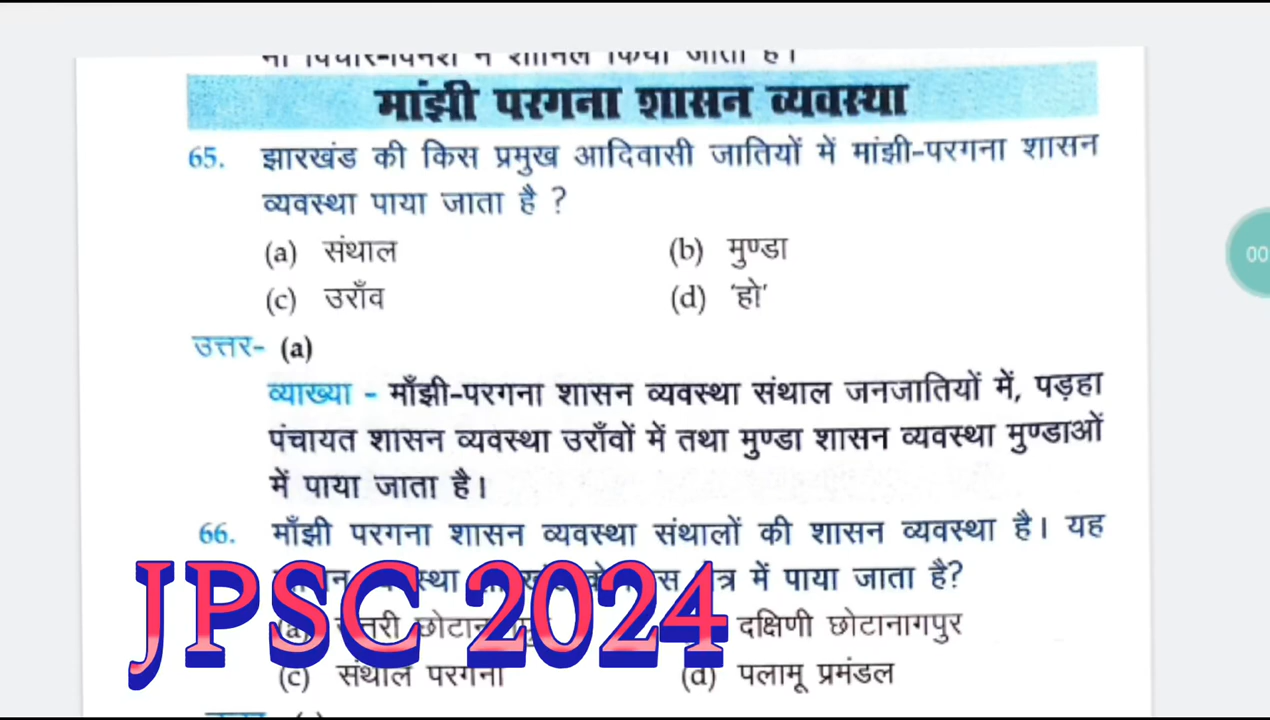 मांझी परगना शासन व्यवस्था
65. झारखंड की किस प्रमुख आदिवासी जातियों में मांझी-परगना शासन
व्यवस्था पाया जाता है ?
(a) संथाल (b) मुण्डा
(c) उराँव (d) ‘हो’
उत्तर- (a)
व्याख्या - माँझी-परगना शासन व्यवस्था संथाल जनजातियों में, पड़हा
पंचायत शासन व्यवस्था उराँवों में तथा मुण्डा शासन व्यवस्था मुण्डाओं
में पाया जाता है।
66. माँझी परगना शासन व्यवस्था संथालों की शासन व्यवस्था है। यह
में पाया जाता है?
दक्षिणी छोटानागपुर
(c) संथाल परगना (d) पलामू प्रमंडल
JPSC 2024
00